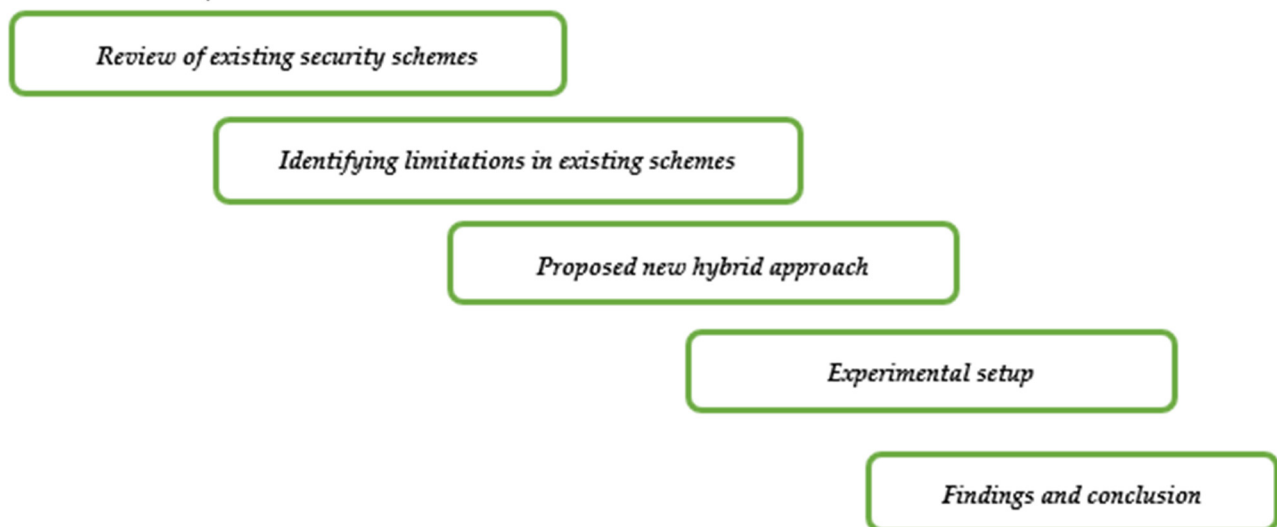 Review of existing security schemes
Identifying limitations in existing schemes
Proposed new hybrid approach
Experimental setup
Findings and conclusion